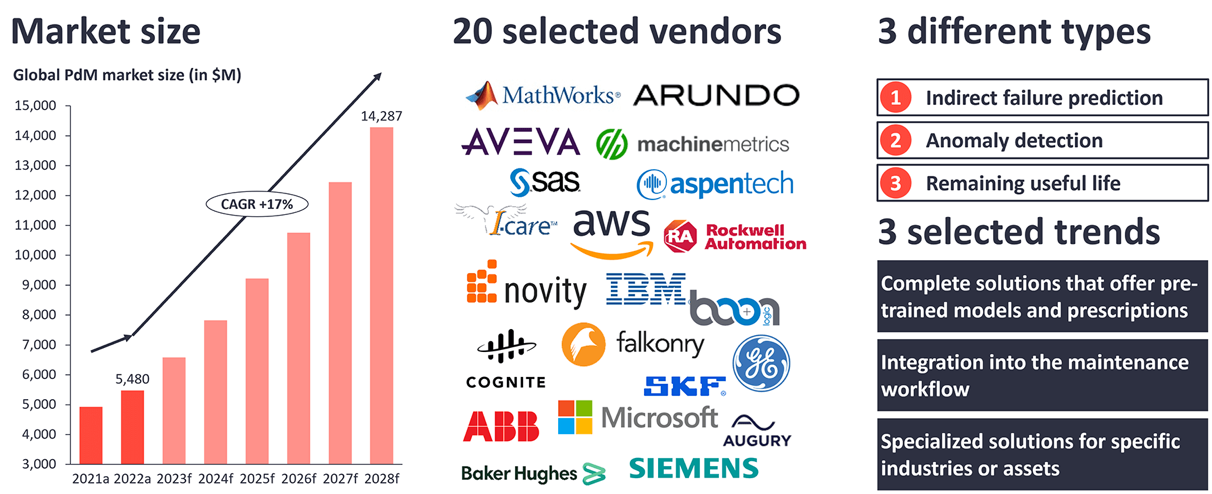 Market size
Global PdM market size (in $M)
15,000
14,000
13,000
12,000
11,000
10,000
9,000
8,000
7,000
6,000
5,000
4,000
3,000
14,287
CAGR +17%
5,480
2021a 2022a 2023f 2024f 2025f 2026f 2027f 2028f
20 selected vendors
MathWorks®
ARUNDO
AVEVA
machinemetrics
sas
aspentech
I-care™
aws
RA Rockwell
Automation
novity
IBM
boon
logic
COGNITE
falkonry
GE
SKF®
ABB
Microsoft
AUGURY
Baker Hughes
SIEMENS
3 different types
1 Indirect failure prediction
2 Anomaly detection
3 Remaining useful life
3 selected trends
Complete solutions that offer pre-
trained models and prescriptions
Integration into the maintenance
workflow
Specialized solutions for specific
industries or assets